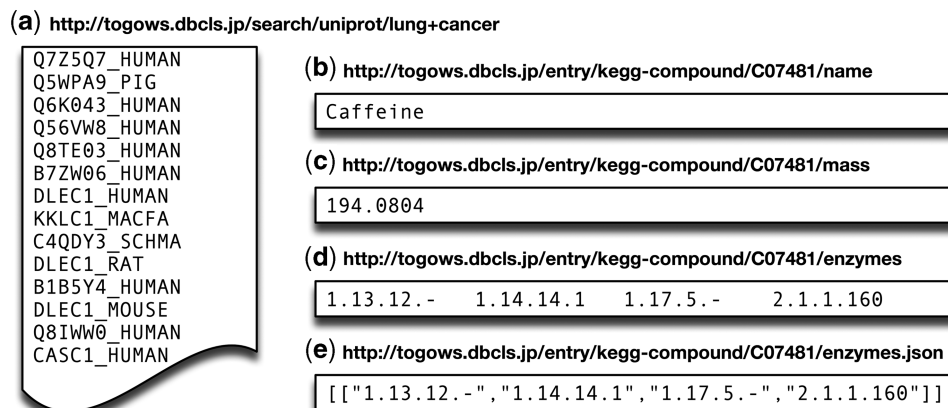 (a) http://togows.dbcls.jp/search/uniprot/lung+cancer
Q7Z5Q7_HUMAN
Q5WPA9_PIG
Q6K043_HUMAN
Q56VW8_HUMAN
Q8TE03_HUMAN
B7ZW06_HUMAN
DLEC1_HUMAN
KKLC1_MACFA
C4QDY3_SCHMA
DLEC1_RAT
B1B5Y4_HUMAN
DLEC1_MOUSE
Q8IWW0_HUMAN
CASC1_HUMAN
(b) http://togows.dbcls.jp/entry/kegg-compound/C07481/name
Caffeine
(c) http://togows.dbcls.jp/entry/kegg-compound/C07481/mass
194.0804
(d) http://togows.dbcls.jp/entry/kegg-compound/C07481/enzymes
1.13.12.- 1.14.14.1 1.17.5.- 2.1.1.160
(e) http://togows.dbcls.jp/entry/kegg-compound/C07481/enzymes.json
[["1.13.12.-","1.14.14.1","1.17.5.-","2.1.1.160"]]